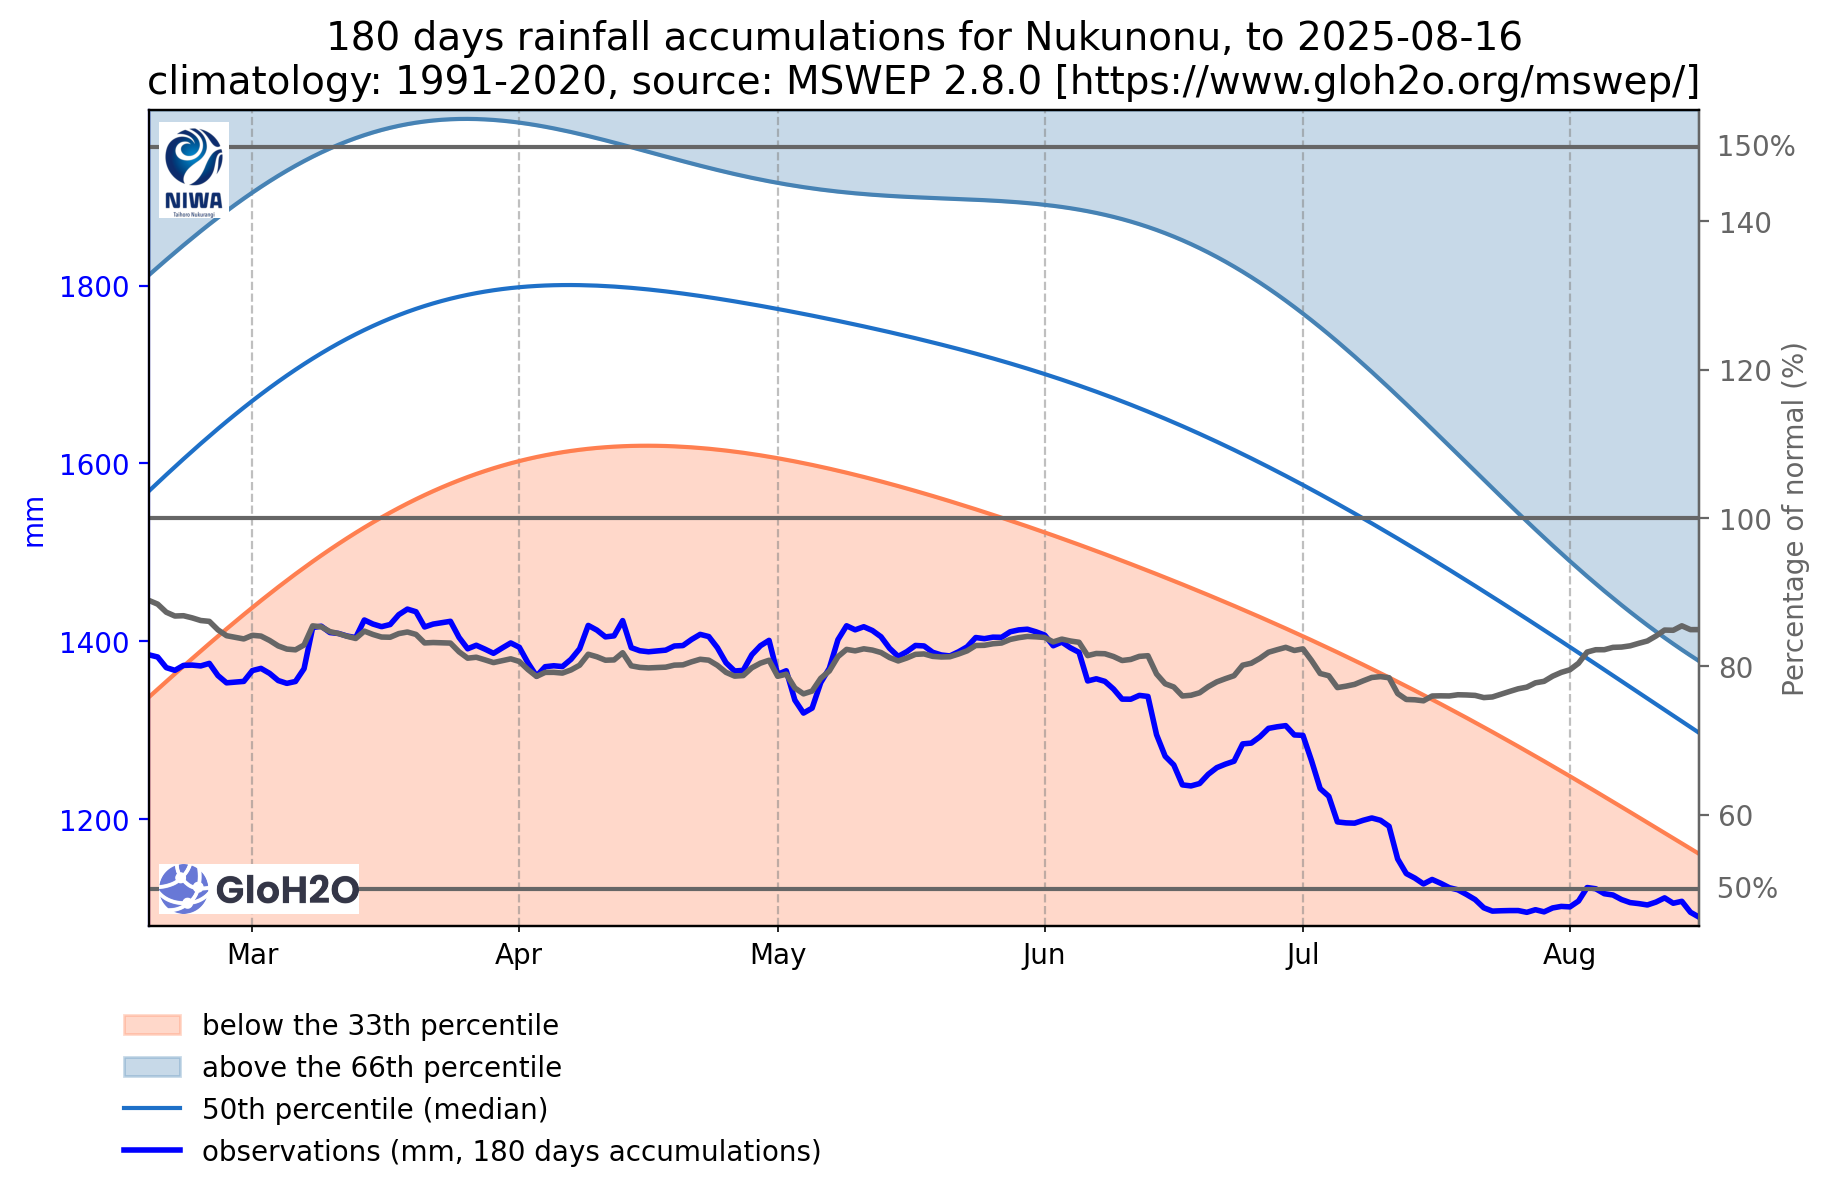 180 days rainfall accumulations for Nukunonu, to 2025-08-16
climatology: 1991-2020, source: MSWEP 2.8.0 [https://www.gloh2o.org/mswep/]
NIWA
Taihoro Nukurangi
150%
140
1800
120
1600
mm
100
Percentage of normal (%)
1400
80
1200
60
GloH2O
50%
Mar
Apr
May
Jun
Jul
Aug
below the 33th percentile
above the 66th percentile
50th percentile (median)
observations (mm, 180 days accumulations)